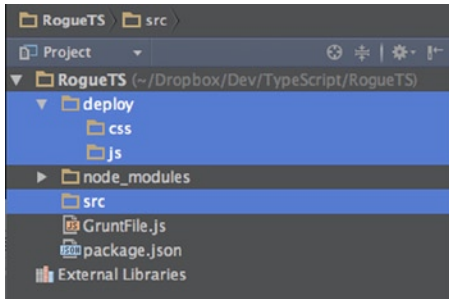 RogueTS src
Project
RogueTS (~/Dropbox/Dev/TypeScript/RogueTS)
deploy
css
js
node_modules
src
GruntFile.js
package.json
External Libraries